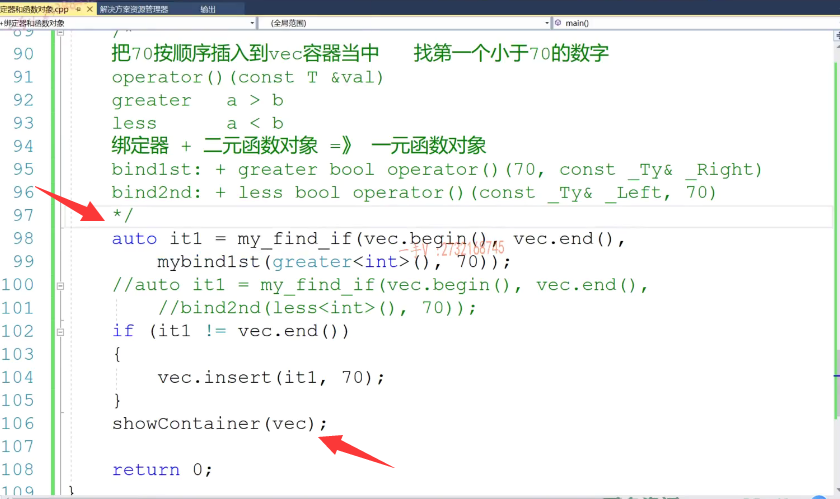 定器和函数对象.cpp 解决方案资源管理器 输出
绑定器和函数对象 (全局范围) main()
89 /*
90 把70按顺序插入到vec容器当中 找第一个小于70的数字
91 operator()(const T &val)
92 greater a > b
93 less a < b
94 绑定器 + 二元函数对象 =》 一元函数对象
95 bind1st: + greater bool operator()(70, const _Ty& _Right)
96 bind2nd: + less bool operator()(const _Ty& _Left, 70)
97 */
98 auto it1 = my_find_if(vec.begin(), vec.end(),
99 mybind1st(greater<int>(), 70));
100 //auto it1 = my_find_if(vec.begin(), vec.end(),
101 //bind2nd(less<int>(), 70));
102 if (it1 != vec.end())
103 {
104 vec.insert(it1, 70);
105 }
106 showContainer(vec);
107
108 return 0;
109 }